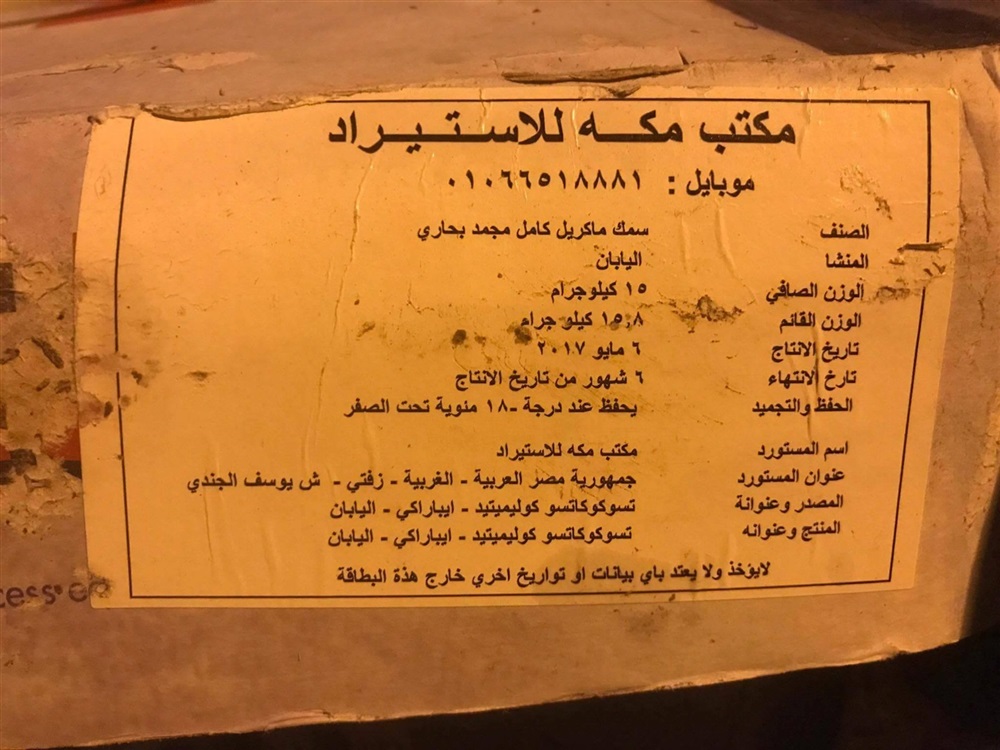 مكتب مكه للاستيراد
موبايل : ٠١٠٦٦٥١٨٨٨١
الصنف سمك ماكريل كامل مجمد بحاري
المنشا اليابان
الوزن الصافي ١٥ كيلوجرام
الوزن القائم ١٥,٨ كيلو جرام
تاريخ الانتاج ٦ مايو ٢٠١٧
تارخ الانتهاء ٦ شهور من تاريخ الانتاج
الحفظ والتجميد يحفظ عند درجة -١٨ مئوية تحت الصفر
اسم المستورد مكتب مكه للاستيراد
عنوان المستورد جمهورية مصر العربية - الغربية - زفتي - ش يوسف الجندي
المصدر وعنوانة تسوكوكاتسو كوليميتيد - ايباراكي - اليابان
المنتج وعنوانه تسوكوكاتسو كوليميتيد - ايباراكي - اليابان
لايؤخذ ولا يعتد باي بيانات او تواريخ اخري خارج هذة البطاقة